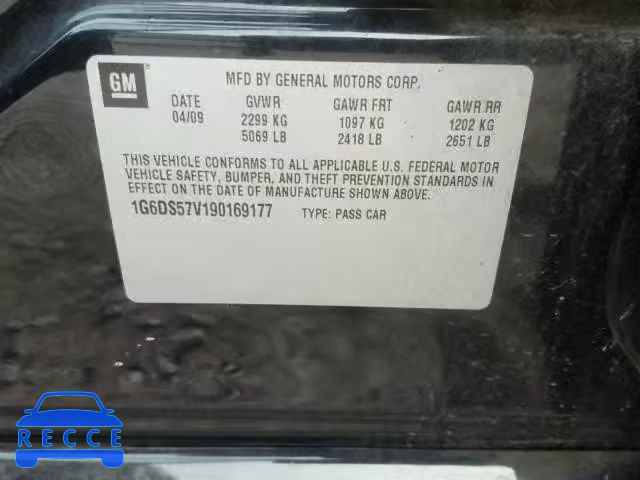 GM
MFD BY GENERAL MOTORS CORP.
DATE GVWR GAWR FRT GAWR RR
04/09 2299 KG 1097 KG 1202 KG
5069 LB 2418 LB 2651 LB
THIS VEHICLE CONFORMS TO ALL APPLICABLE U.S. FEDERAL MOTOR
VEHICLE SAFETY, BUMPER, AND THEFT PREVENTION STANDARDS IN
EFFECT ON THE DATE OF MANUFACTURE SHOWN ABOVE.
1G6DS57V190169177 TYPE: PASS CAR
RECCE